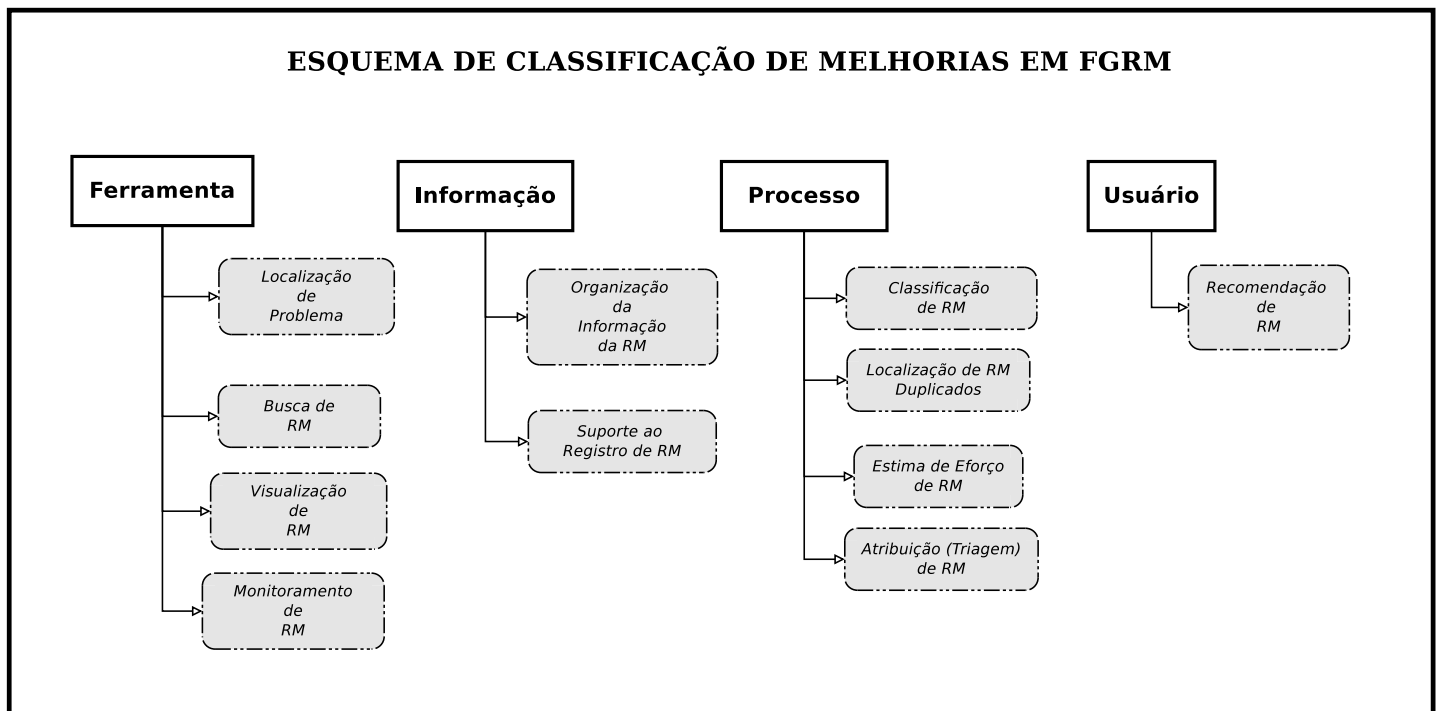 ESQUEMA DE CLASSIFICAÇÃO DE MELHORIAS EM FGRM
Ferramenta
Localização
de
Problema
Busca de
RM
Visualização
de
RM
Monitoramento
de
RM
Informação
Organização
da
Informação
da RM
Suporte ao
Registro de RM
Processo
Classificação
de RM
Localização de RM
Duplicados
Estima de Eforço
de RM
Atribuição (Triagem)
de RM
Usuário
Recomendação
de
RM